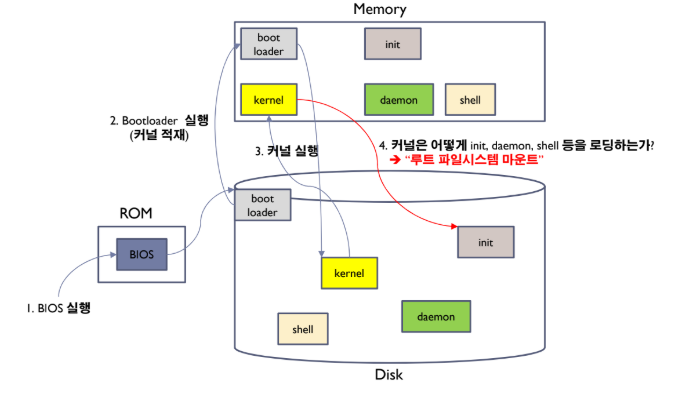 Memory
boot
loader
init
kernel
daemon
shell
2. Bootloader 실행
(커널 적재)
3. 커널 실행
4. 커널은 어떻게 init, daemon, shell 등을 로딩하는가?
➔ “루트 파일시스템 마운트”
boot
loader
ROM
BIOS
init
kernel
1. BIOS 실행
daemon
shell
Disk